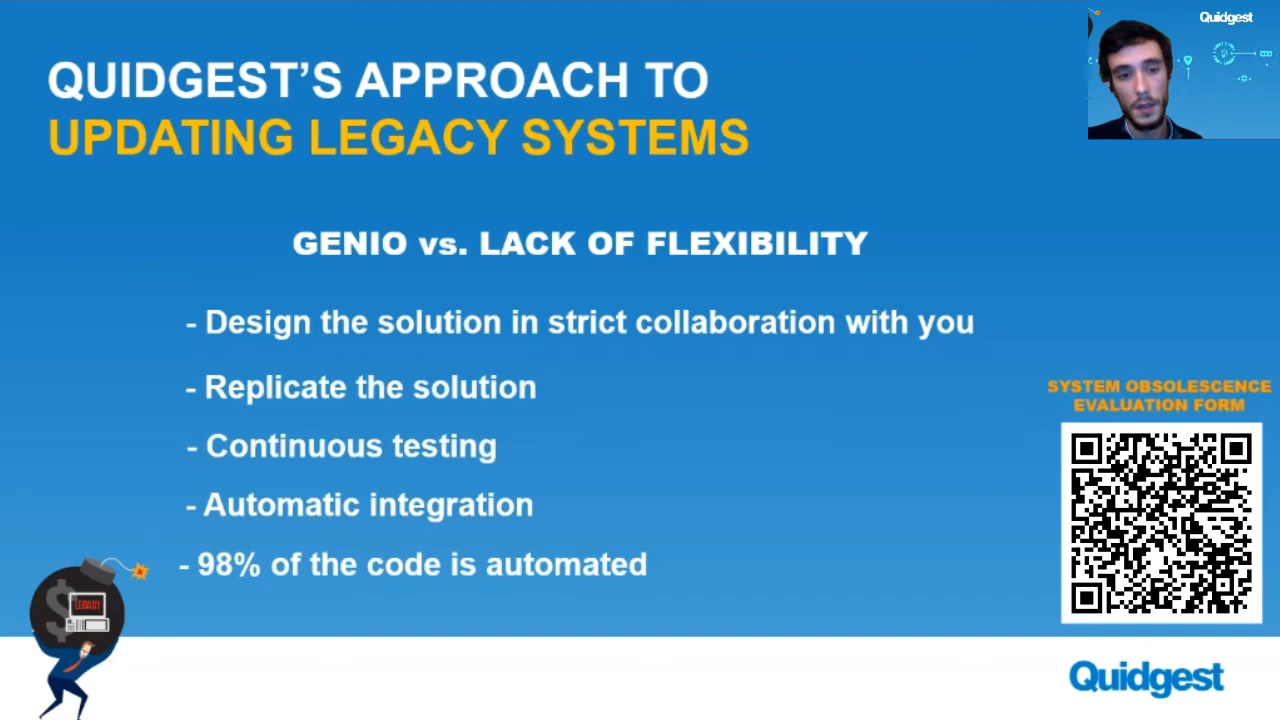 Quidgest
QUIDGEST’S APPROACH TO
UPDATING LEGACY SYSTEMS
GENIO vs. LACK OF FLEXIBILITY
- Design the solution in strict collaboration with you
- Replicate the solution
- Continuous testing
- Automatic integration
- 98% of the code is automated
SYSTEM OBSOLESCENCE
EVALUATION FORM
LEGACY
Quidgest